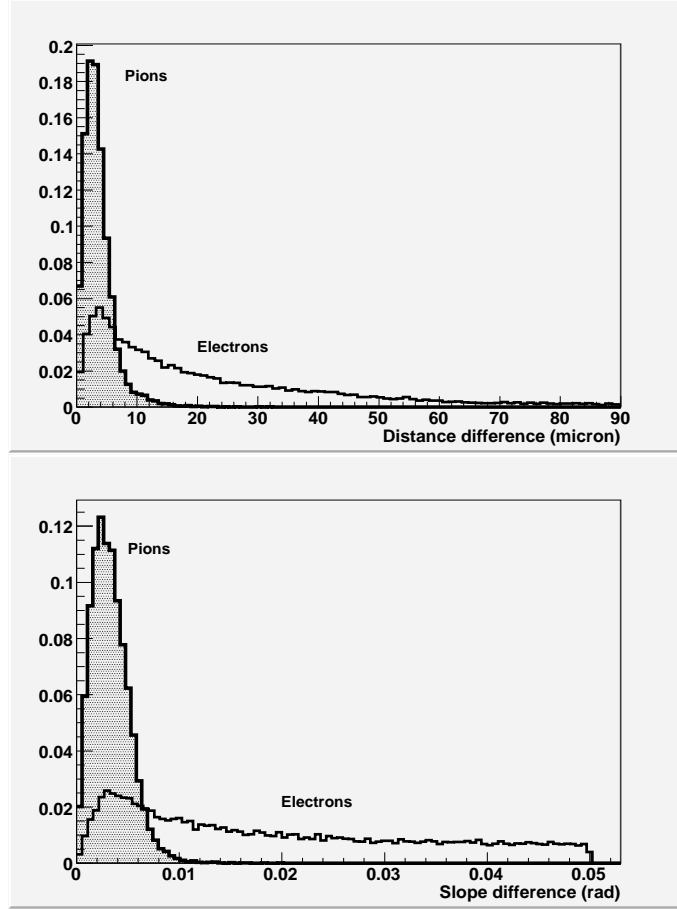 0.2
0.18
Pions
0.16
0.14
0.12
0.1
0.08
0.06
0.04
Electrons
0.02
0
0 10 20 30 40 50 60 70 80 90
Distance difference (micron)
0.12
Pions
0.1
0.08
0.06
0.04
Electrons
0.02
0
0 0.01 0.02 0.03 0.04 0.05
Slope difference (rad)